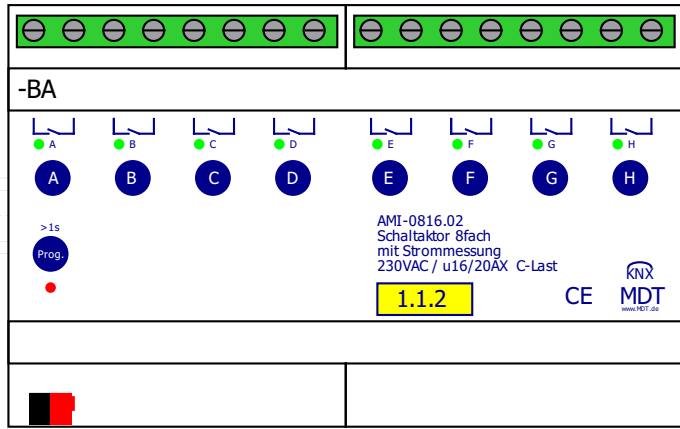 -BA
A B C D E F G H
A B C D E F G H
>1s
Prog.
AMI-0816.02
Schaltaktor 8fach
mit Strommessung
230VAC / u16/20AX C-Last
1.1.2
CE
KNX
MDT
www.MDT.de